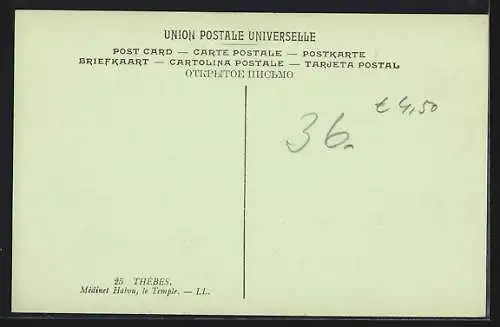 UNION POSTALE UNIVERSELLE
POST CARD — CARTE POSTALE — POSTKARTE
BRIEFKAART — CARTOLINA POSTALE — TARJETA POSTAL
ОТКРЫТОЕ ПИСЬМО
€ 4,50
36.
25 THÈBES.
Médinet Habou, le Temple. — LL.